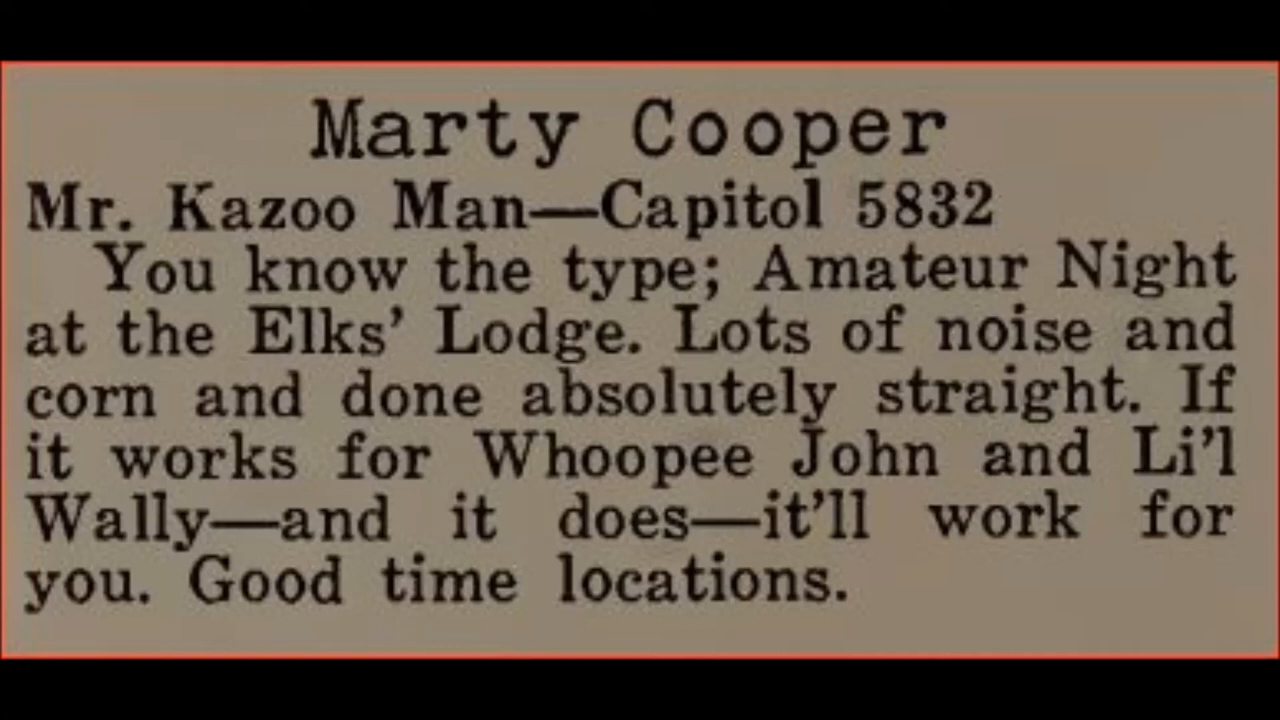 Marty Cooper
Mr. Kazoo Man—Capitol 5832
You know the type; Amateur Night
at the Elks’ Lodge. Lots of noise and
corn and done absolutely straight. If
it works for Whoopee John and Li’l
Wally—and it does—it’ll work for
you. Good time locations.